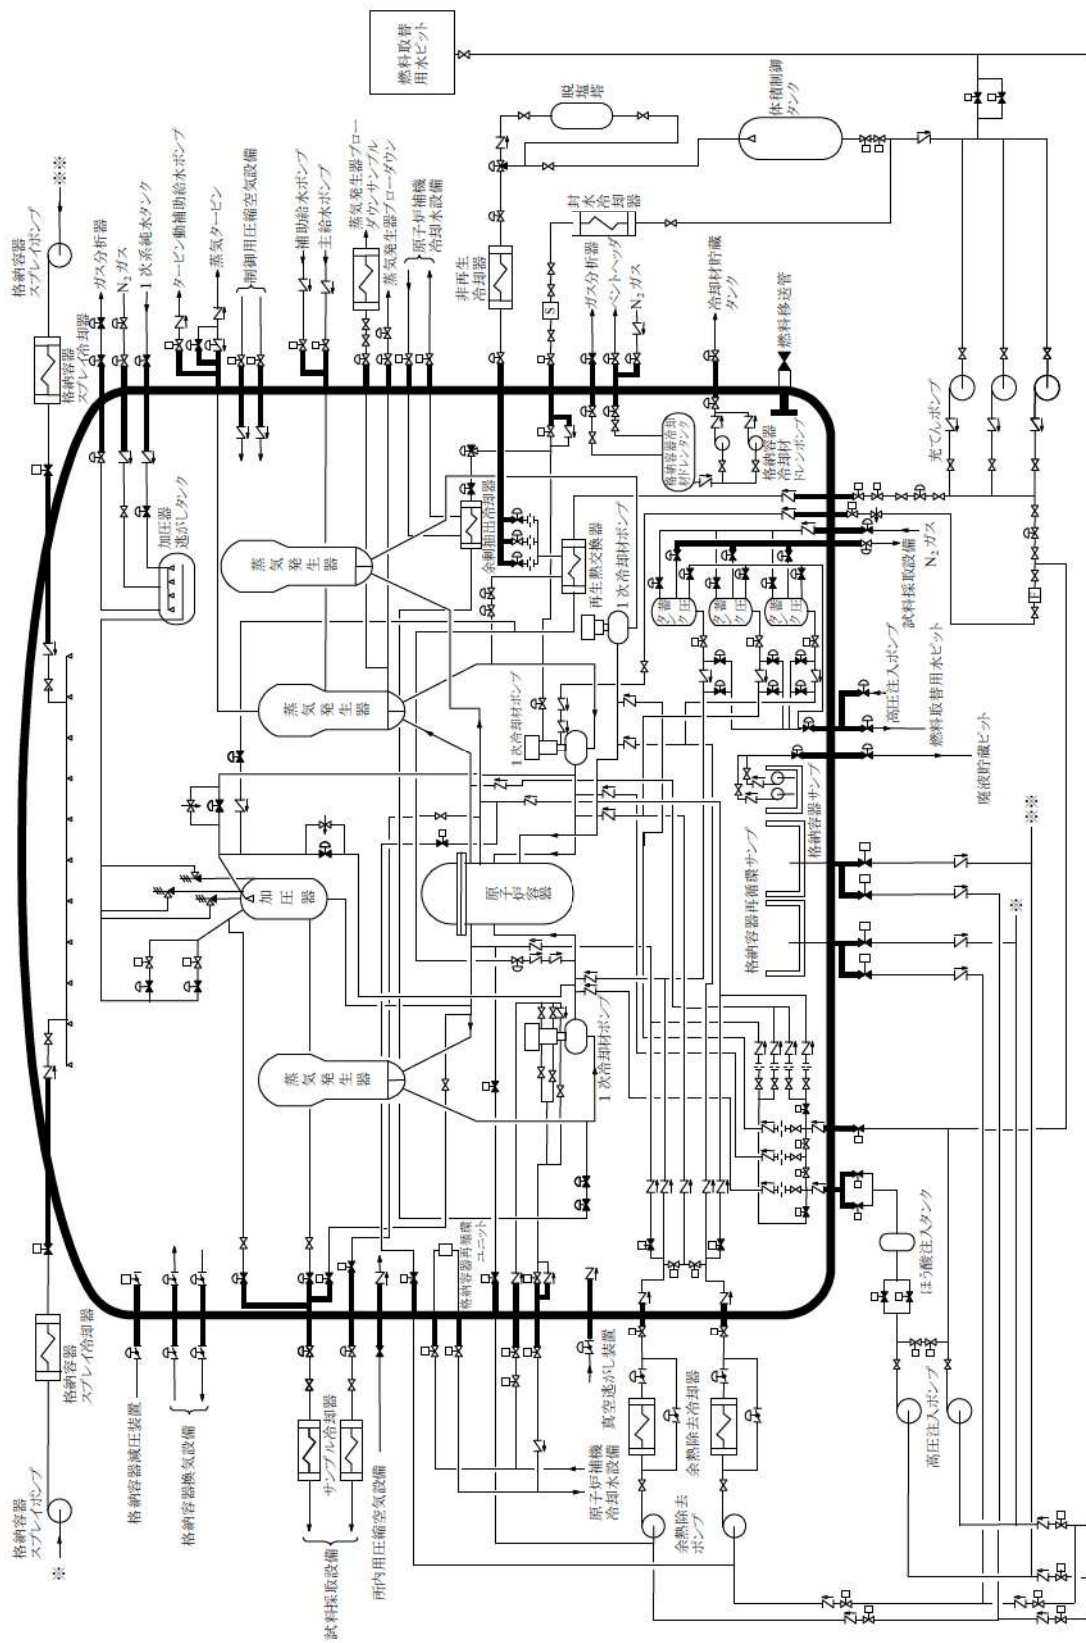 格納容器
スプレイポンプ
※
格納容器
スプレイ冷却器
格納容器減圧装置
格納容器換気設備
サンプル冷却器
試料採取設備
所内用圧縮空気設備
格納容器再循環
ユニット
原子炉補機
冷却水設備
真空逃がし装置
余熱除去冷却器
余熱除去
ポンプ
高圧注入ポンプ
ほう酸注入タンク
蒸気発生器
1次冷却材ポンプ
加圧器
原子炉容器
格納容器再循環サンプ
格納容器サンプ
※
※※
廃液貯蔵ピット
蒸気発生器
1次冷却材ポンプ
燃料取替用水ピット
高圧注入ポンプ
蒸気発生器
加圧器
逃がしタンク
余剰抽出冷却器
再生熱交換器
1次冷却材ポンプ
蓄圧
タンク
蓄圧
タンク
蓄圧
タンク
試料採取設備
N₂ガス
格納容器
スプレイポンプ
※※
格納容器
スプレイ冷却器
ガス分析器
N₂ガス
1次系純水タンク
タービン動補助給水ポンプ
蒸気タービン
制御用圧縮空気設備
補助給水ポンプ
主給水ポンプ
蒸気発生器ブロー
ダウンサンプル
蒸気発生器ブローダウン
原子炉補機
冷却水設備
非再生
冷却器
S
封水冷却器
ガス分析器
ベントヘッダ
N₂ガス
格納容器冷却
材ドレンタンク
格納容器
冷却材
ドレンポンプ
冷却材貯蔵
タンク
燃料移送管
充てんポンプ
F
脱塩塔
体積制御
タンク
燃料取替
用水ピット